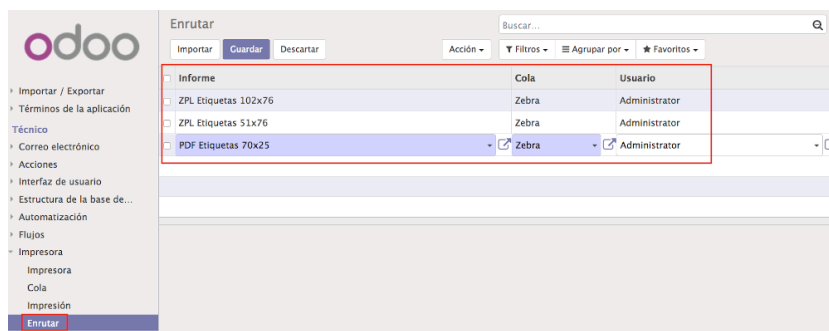 odoo
Importar / Exportar
Términos de la aplicación
Técnico
Correo electrónico
Acciones
Interfaz de usuario
Estructura de la base de...
Automatización
Flujos
Impresora
Impresora
Cola
Impresión
Enrutar
Enrutar
Buscar...
Importar Guardar Descartar Acción Filtros Agrupar por Favoritos
Informe Cola Usuario
ZPL Etiquetas 102x76 Zebra Administrator
ZPL Etiquetas 51x76 Zebra Administrator
PDF Etiquetas 70x25 Zebra Administrator